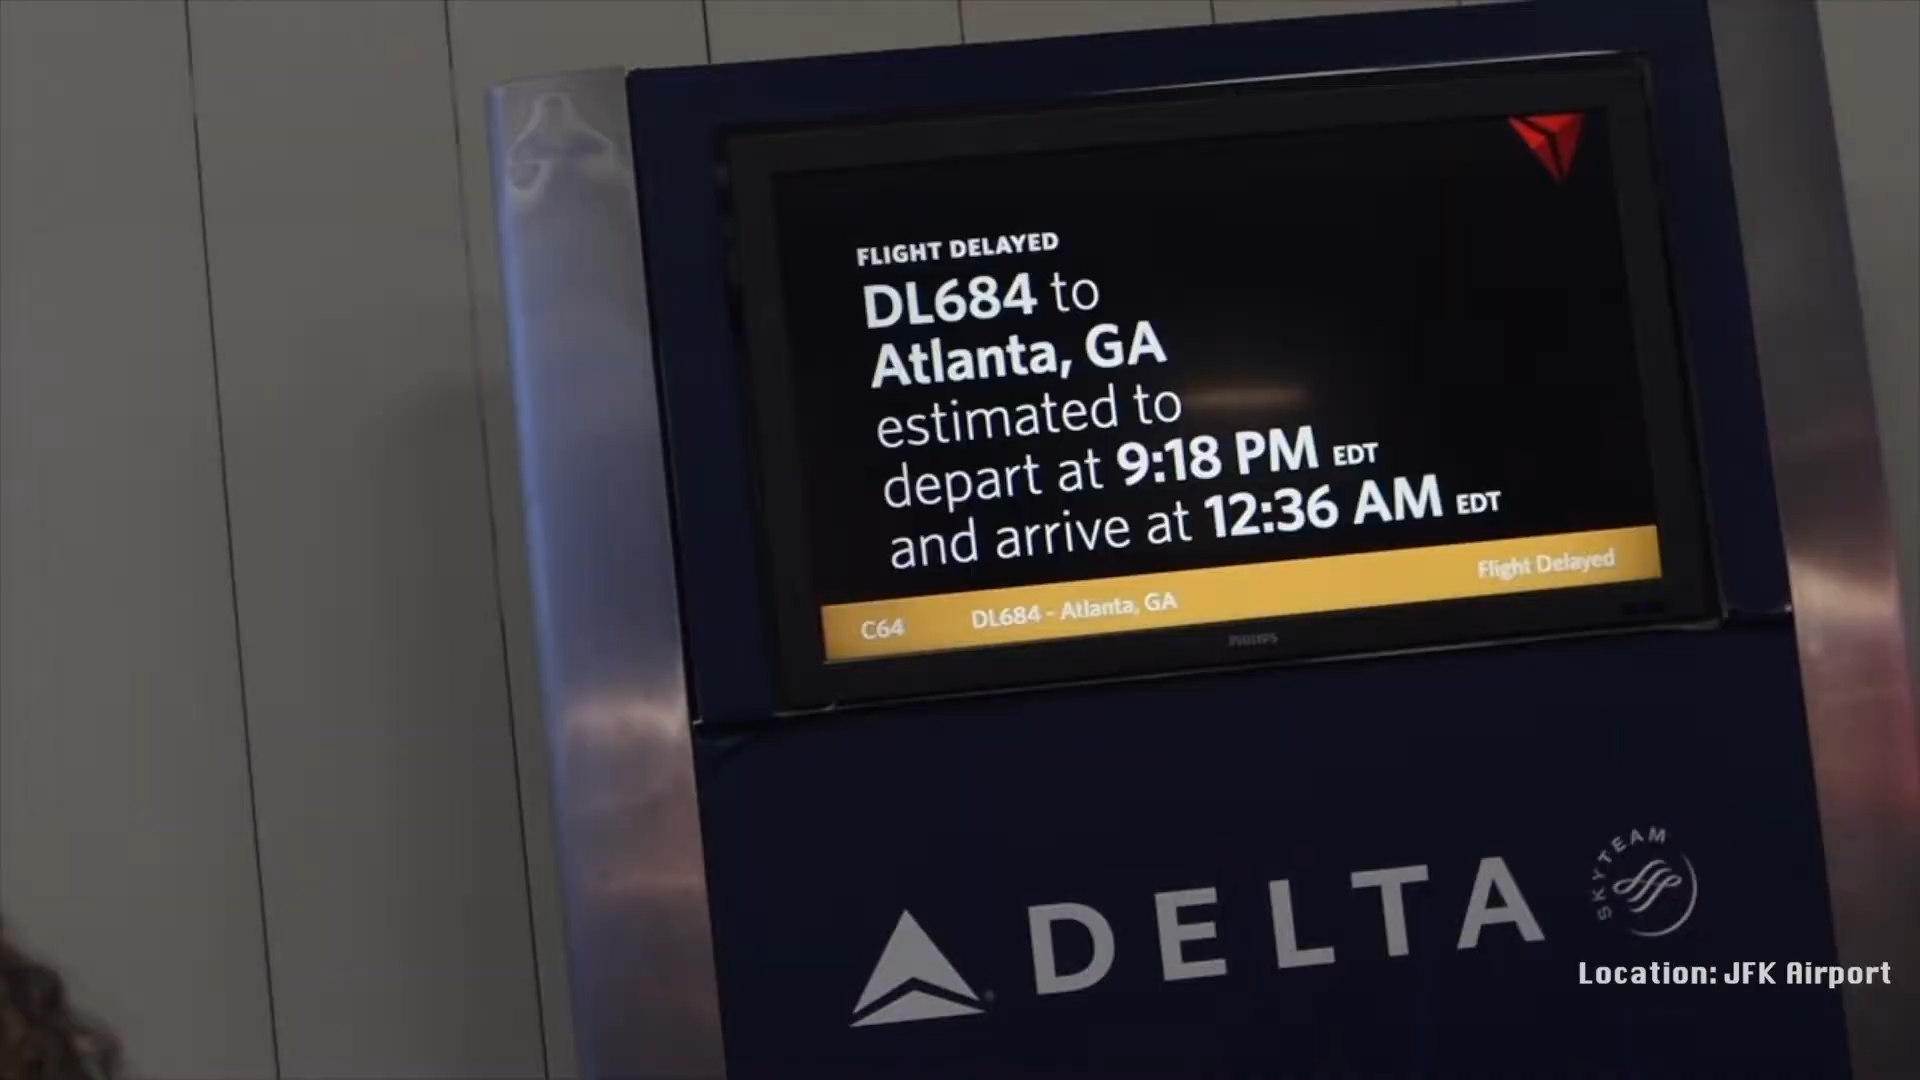 FLIGHT DELAYED
DL684 to
Atlanta, GA
estimated to
depart at 9:18 PM EDT
and arrive at 12:36 AM EDT
C64 DL684 - Atlanta, GA Flight Delayed
PHILIPS
DELTA
SKYTEAM
Location: JFK Airport